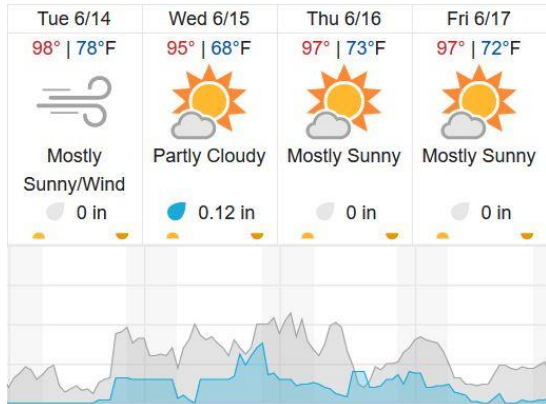 Tue 6/14
Wed 6/15
Thu 6/16
Fri 6/17
98° | 78°F
95° | 68°F
97° | 73°F
97° | 72°F
Mostly Sunny/Wind
Partly Cloudy
Mostly Sunny
Mostly Sunny
0 in
0.12 in
0 in
0 in